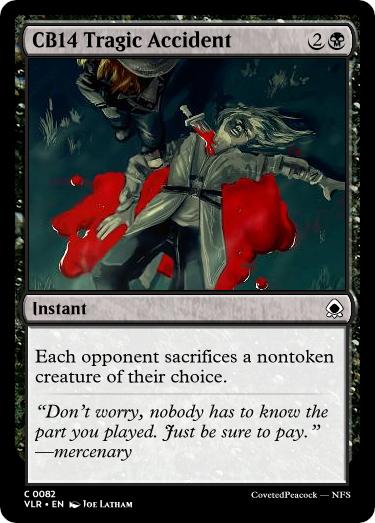 CB14 Tragic Accident 2
Instant
Each opponent sacrifices a nontoken
creature of their choice.
“Don’t worry, nobody has to know the
part you played. Just be sure to pay.”
—mercenary
C 0082
VLR • EN Joe Latham
CovetedPeacock — NFS